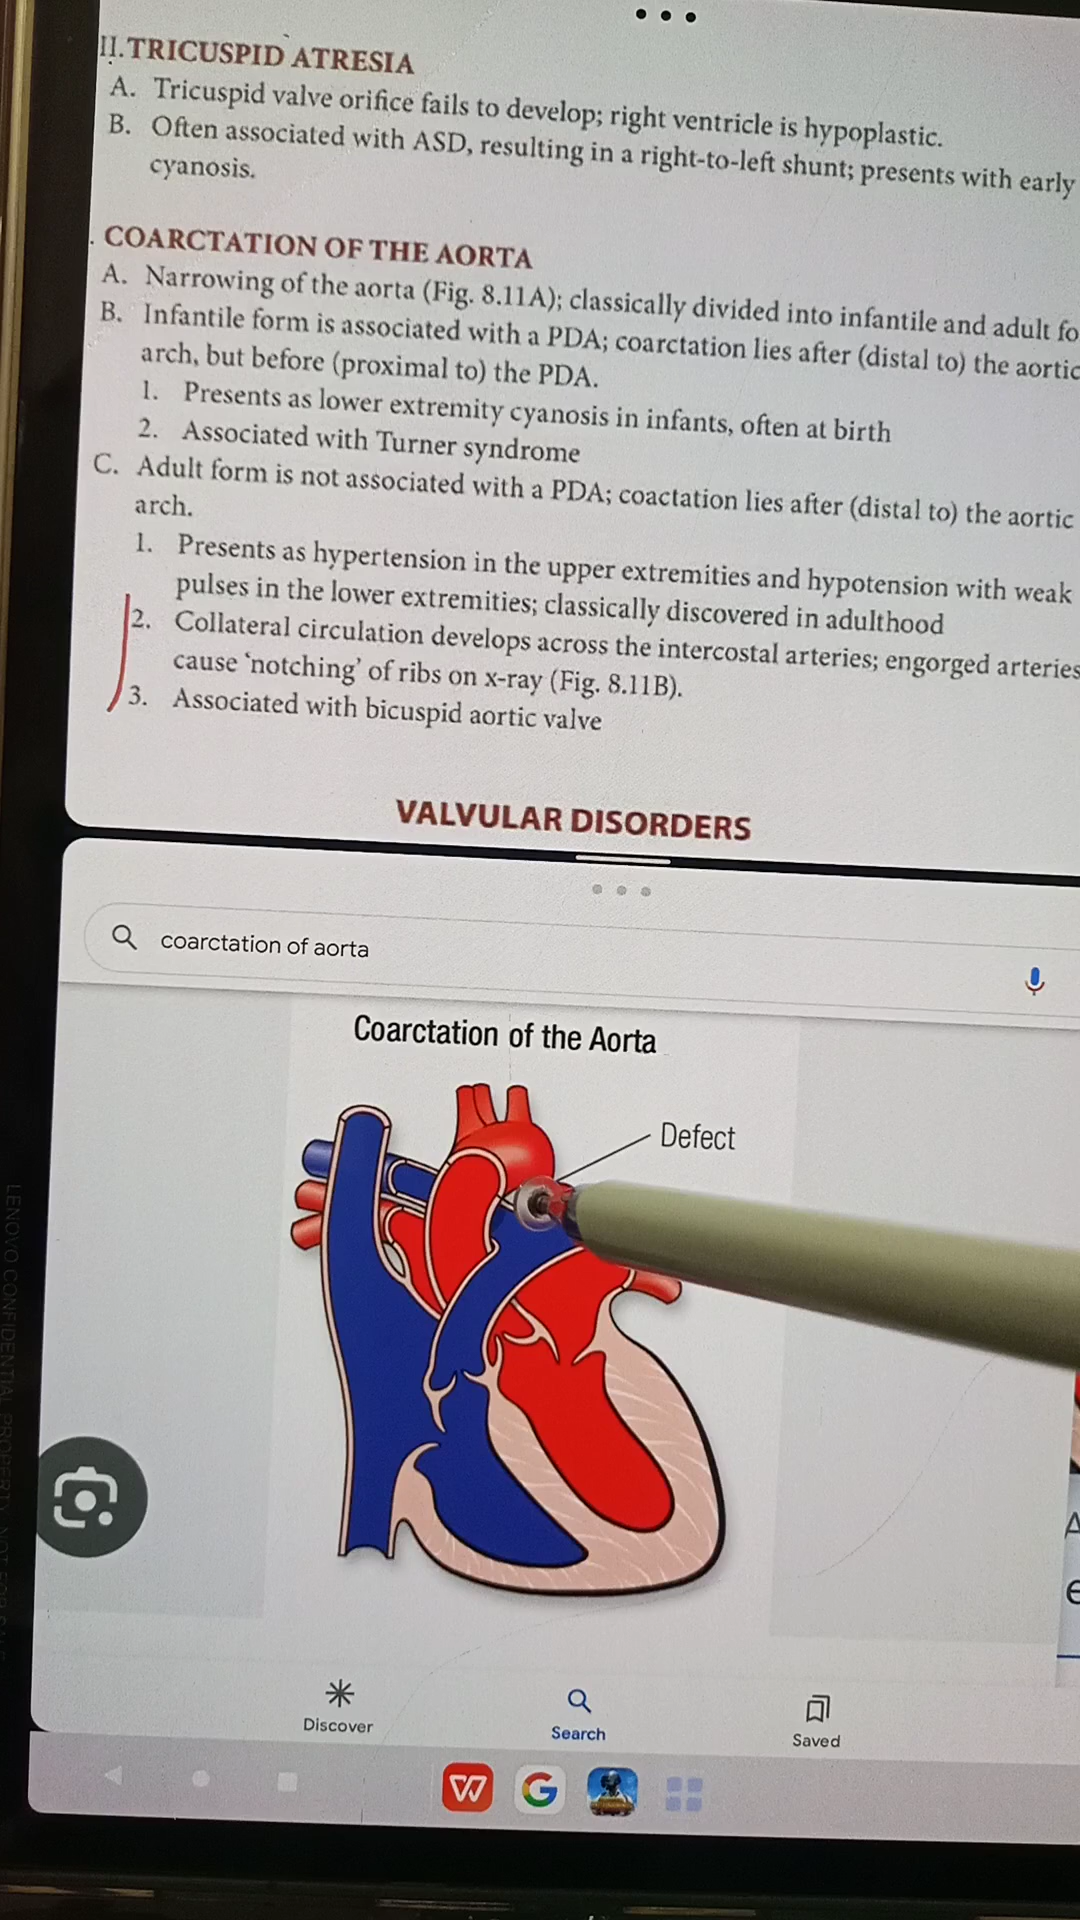 II. TRICUSPID ATRESIA
A. Tricuspid valve orifice fails to develop; right ventricle is hypoplastic.
B. Often associated with ASD, resulting in a right-to-left shunt; presents with early
cyanosis.
. COARCTATION OF THE AORTA
A. Narrowing of the aorta (Fig. 8.11A); classically divided into infantile and adult fo
B. Infantile form is associated with a PDA; coarctation lies after (distal to) the aortic
arch, but before (proximal to) the PDA.
1. Presents as lower extremity cyanosis in infants, often at birth
2. Associated with Turner syndrome
C. Adult form is not associated with a PDA; coactation lies after (distal to) the aortic
arch.
1. Presents as hypertension in the upper extremities and hypotension with weak
pulses in the lower extremities; classically discovered in adulthood
2. Collateral circulation develops across the intercostal arteries; engorged arteries
cause ‘notching’ of ribs on x-ray (Fig. 8.11B).
3. Associated with bicuspid aortic valve
VALVULAR DISORDERS
coarctation of aorta
Coarctation of the Aorta
Defect
A
e
Discover
Search
Saved
LENOVO CONFIDENTIAL PROPERTY NOT FOR SALE